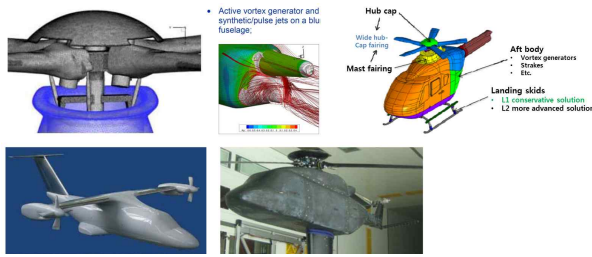 • Active vortex generator and
synthetic/pulse jets on a blu
fuselage;
Hub cap
Wide hub-
Cap fairing
Mast fairing
Aft body
• Vortex generators
• Strakes
• Etc.
Landing skids
• L1 conservative solution
• L2 more advanced solution